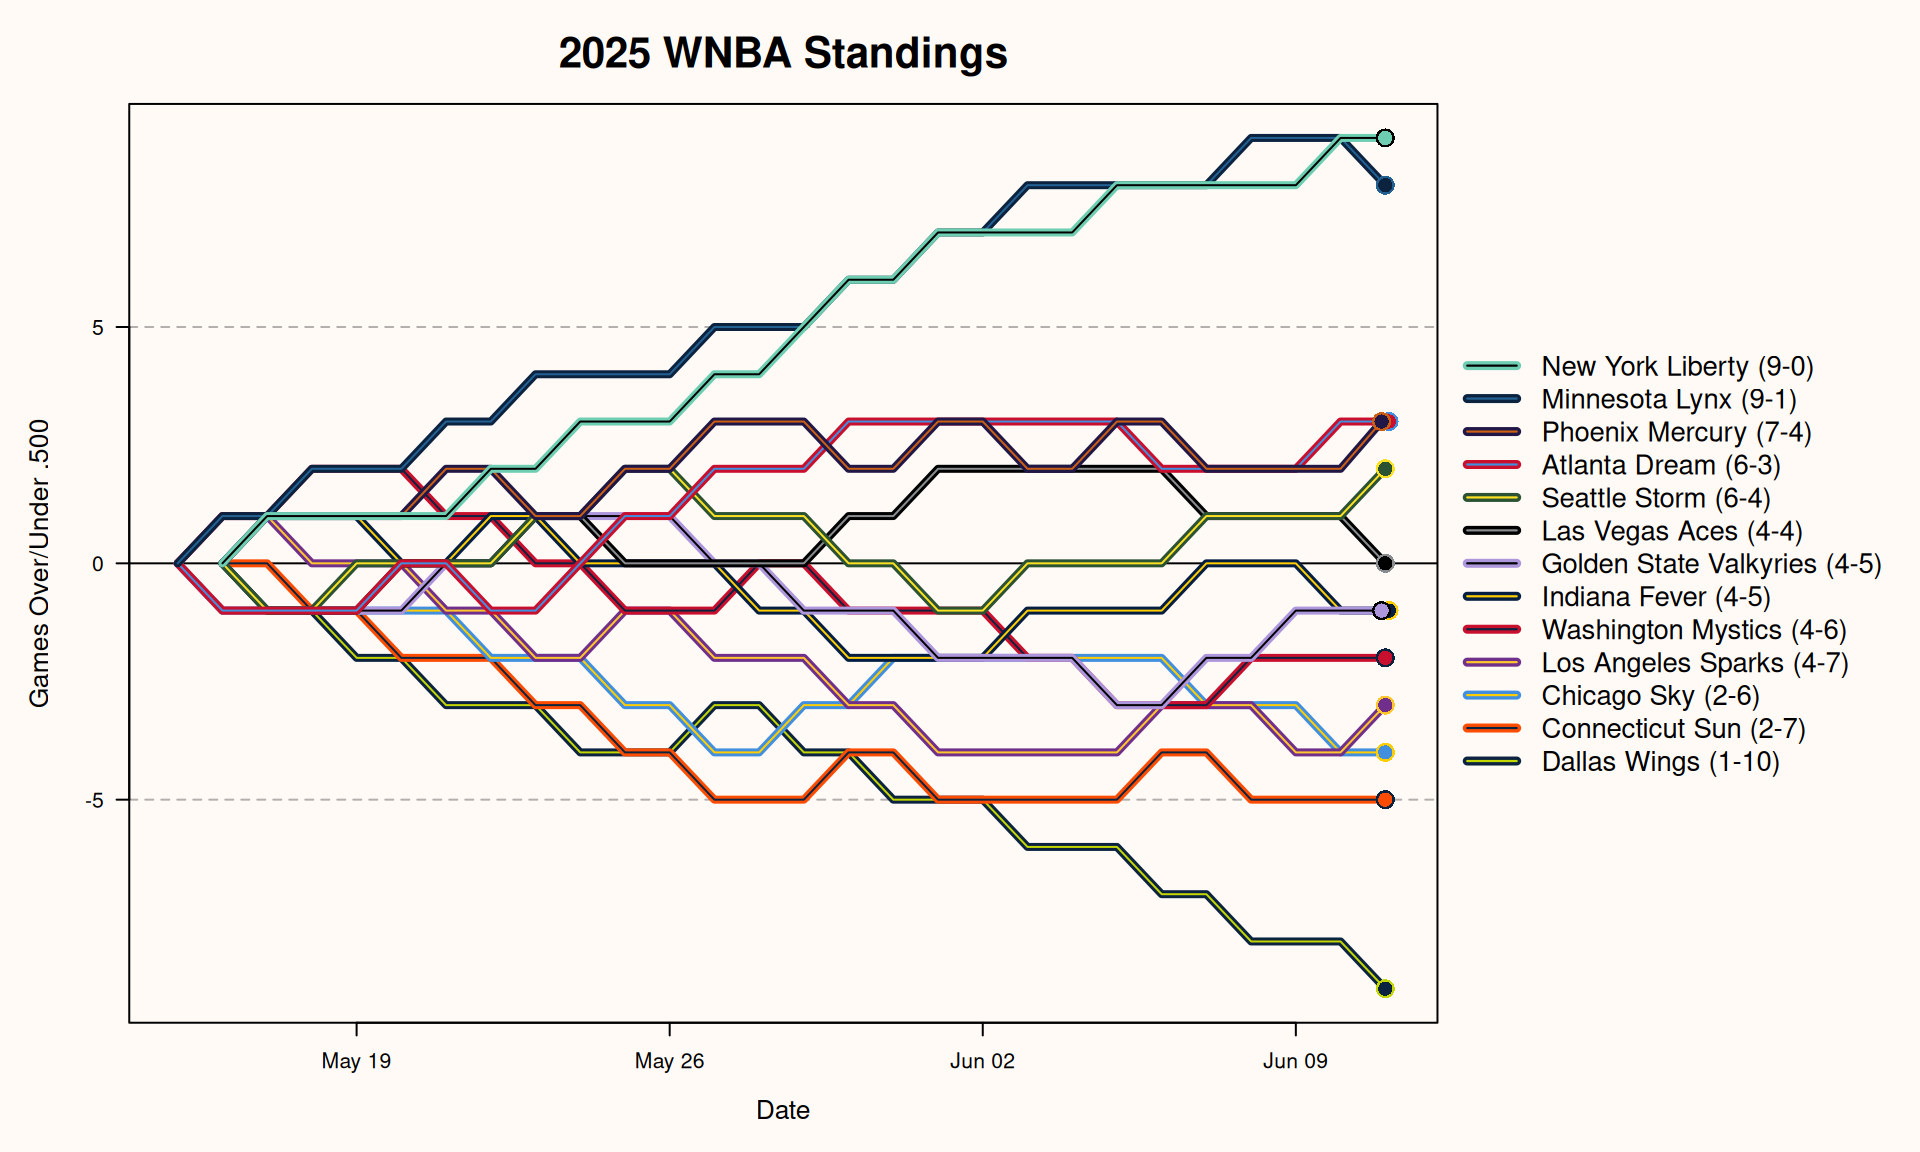 2025 WNBA Standings
Games Over/Under .500
5
0
-5
May 19
May 26
Jun 02
Jun 09
Date
New York Liberty (9-0)
Minnesota Lynx (9-1)
Phoenix Mercury (7-4)
Atlanta Dream (6-3)
Seattle Storm (6-4)
Las Vegas Aces (4-4)
Golden State Valkyries (4-5)
Indiana Fever (4-5)
Washington Mystics (4-6)
Los Angeles Sparks (4-7)
Chicago Sky (2-6)
Connecticut Sun (2-7)
Dallas Wings (1-10)